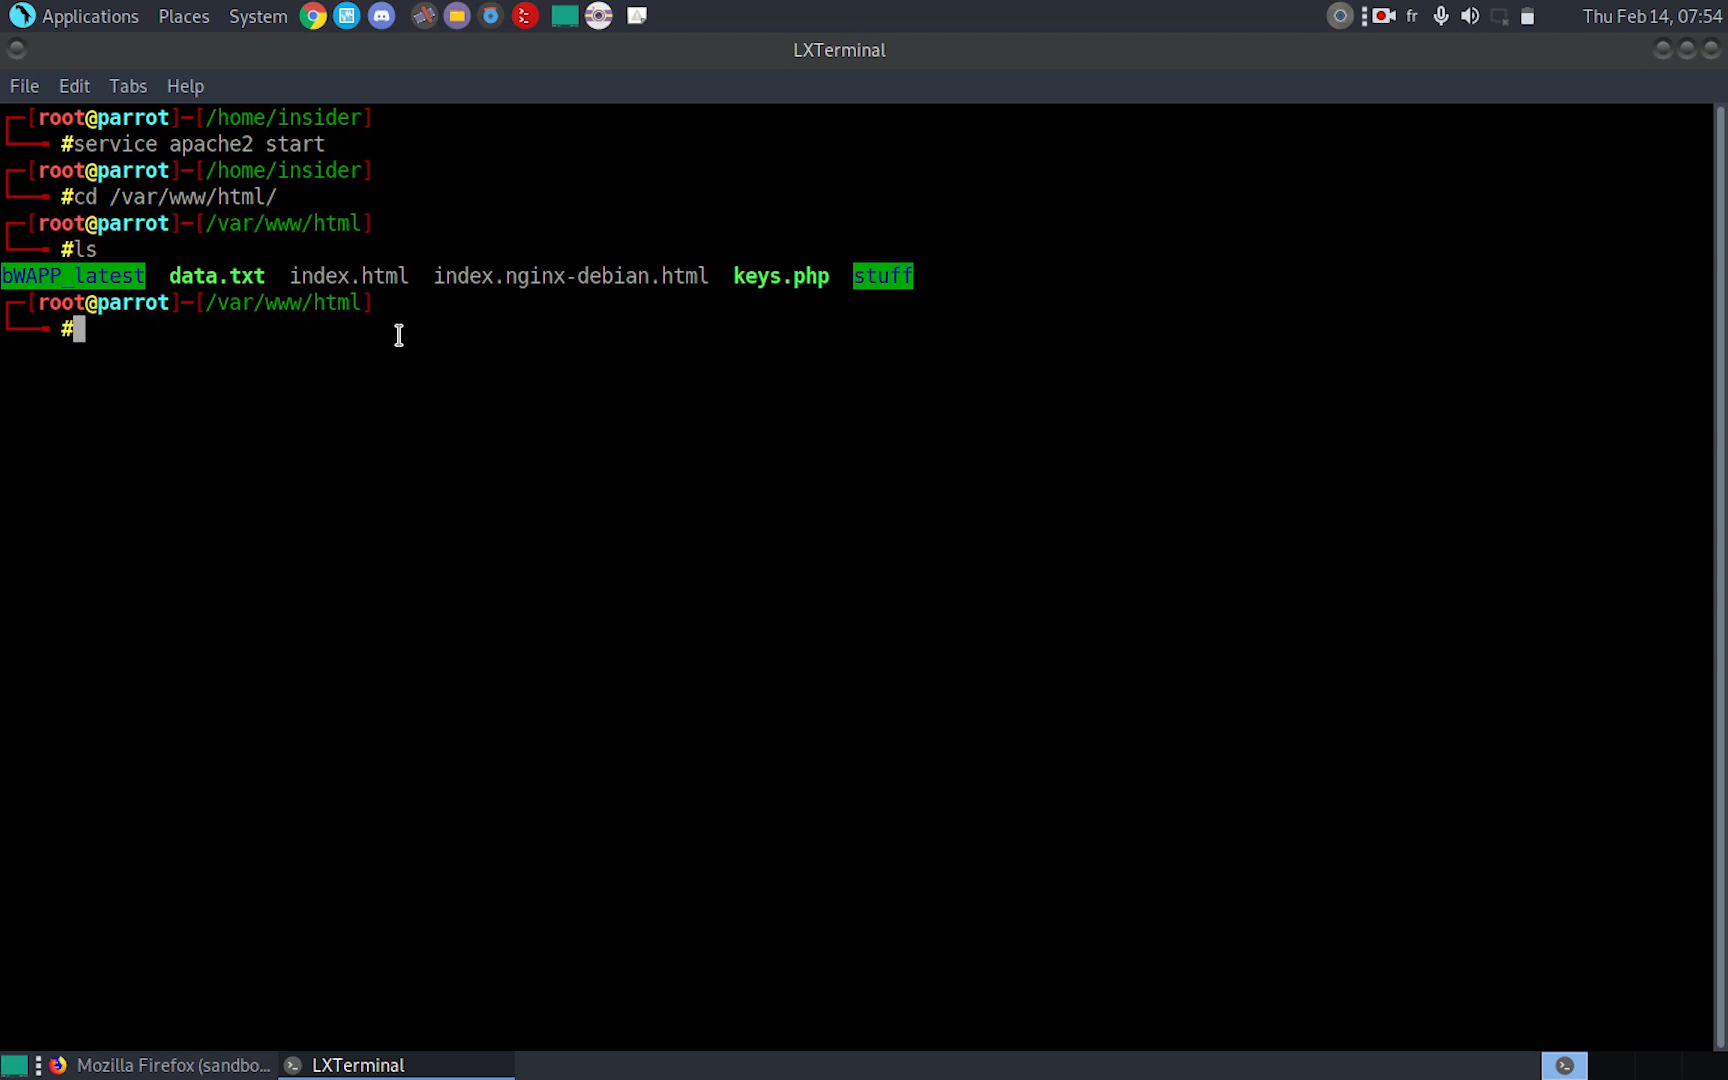 Applications Places System fr Thu Feb 14, 07:54
LXTerminal
File Edit Tabs Help
┌─[root@parrot]─[/home/insider]
└──╼ #service apache2 start
┌─[root@parrot]─[/home/insider]
└──╼ #cd /var/www/html/
┌─[root@parrot]─[/var/www/html]
└──╼ #ls
bWAPP_latest data.txt index.html index.nginx-debian.html keys.php stuff
┌─[root@parrot]─[/var/www/html]
└──╼ #
Mozilla Firefox (sandbo... LXTerminal